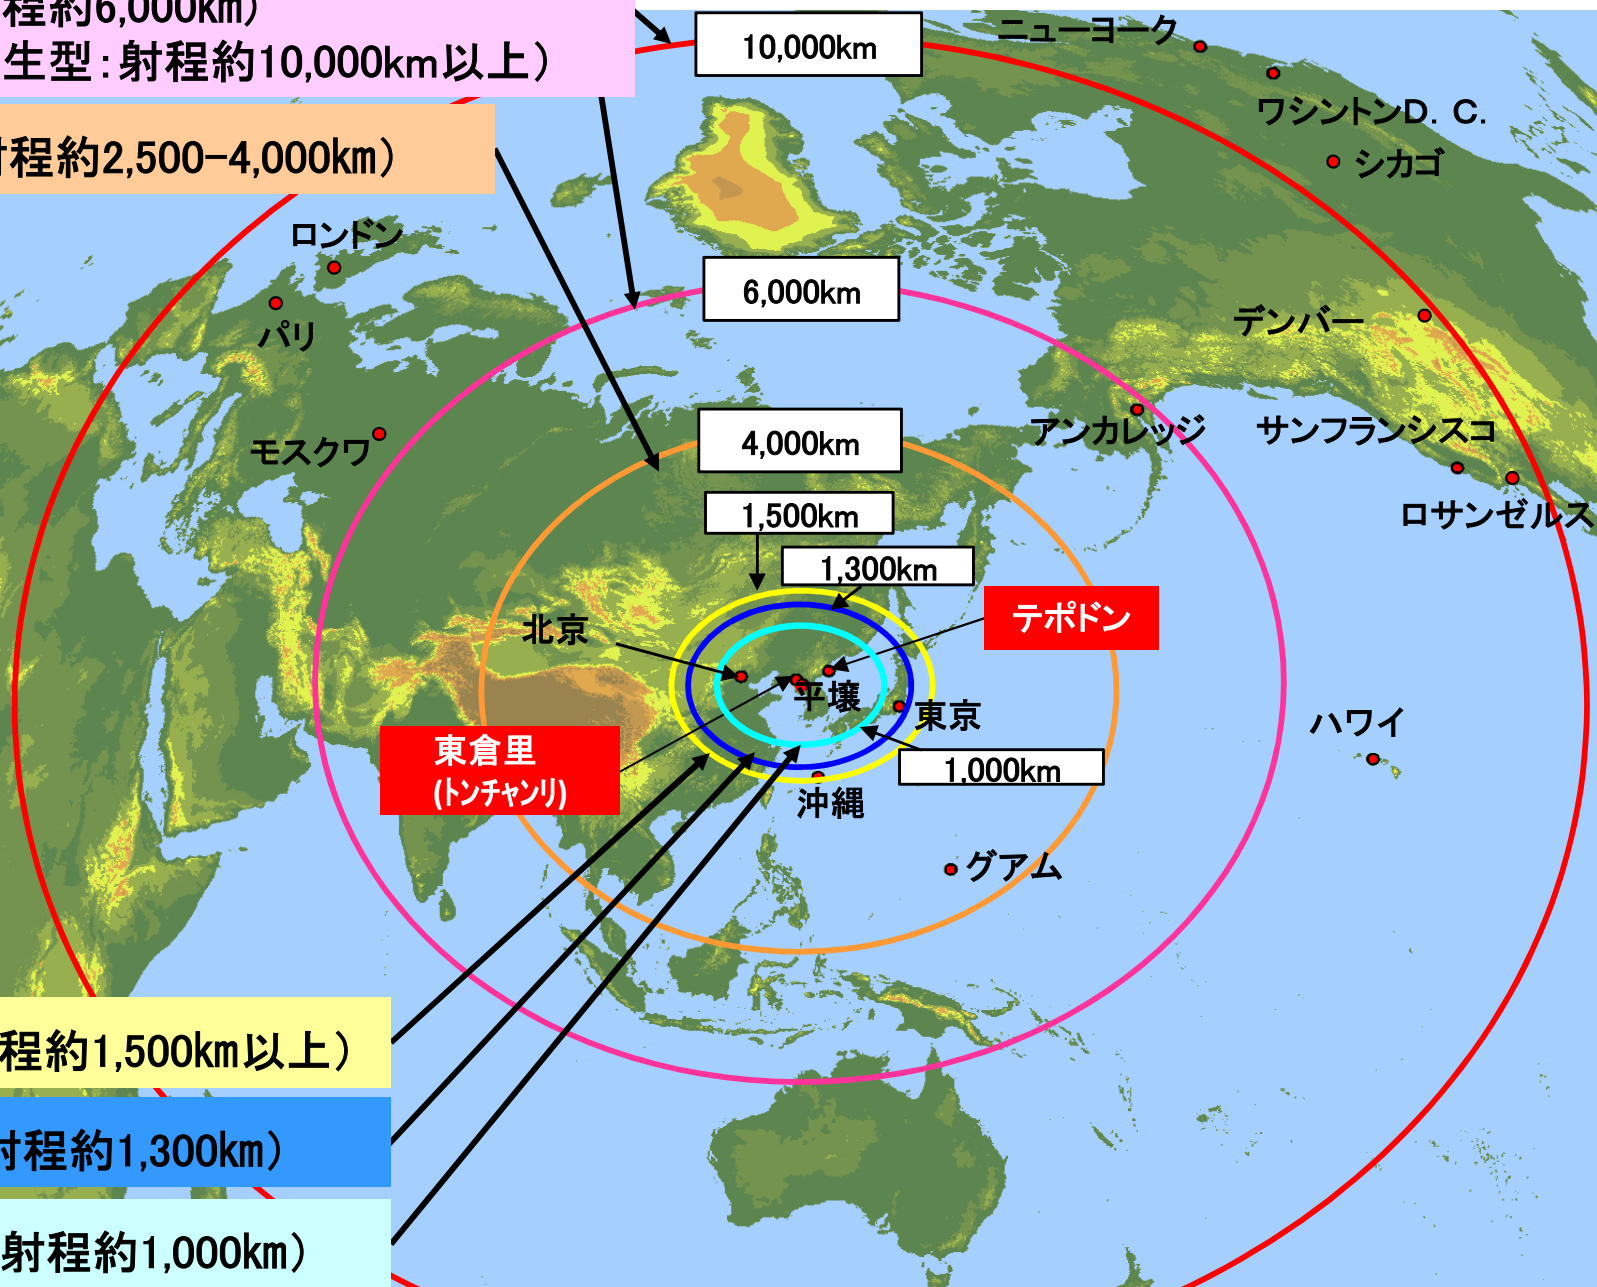 程約6,000km）
生型：射程約10,000km以上）
10,000km
ニューヨーク
ワシントンD．C．
シカゴ
射程約2,500-4,000km）
ロンドン
パリ
6,000km
デンバー
アンカレッジ
サンフランシスコ
ロサンゼルス
モスクワ
4,000km
1,500km
1,300km
テポドン
北京
平壌
東京
ハワイ
東倉里
(トンチャンリ)
1,000km
沖縄
グアム
程約1,500km以上）
射程約1,300km）
射程約1,000km）